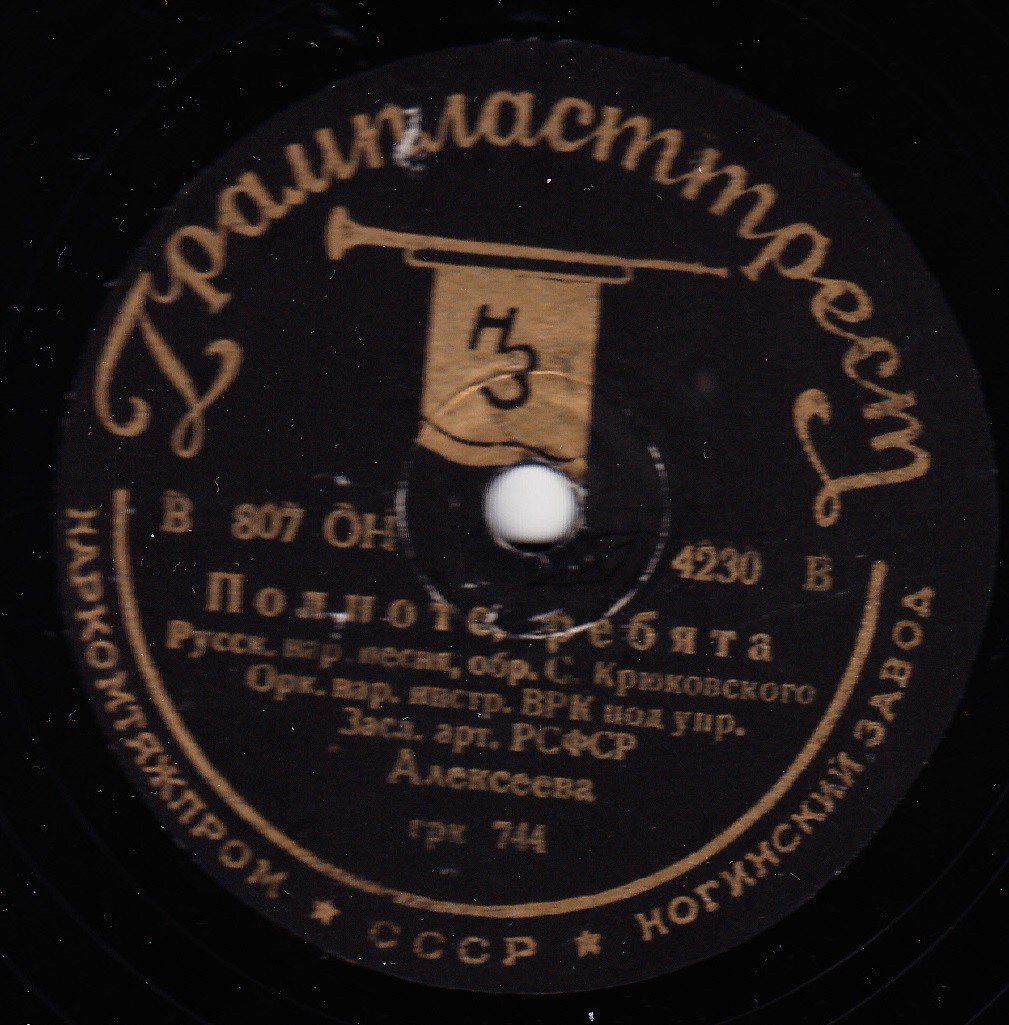 Грампласттрест
НЗ
В 807 ОН
4230 В
Полноте, ребята
Русск. нар. песня, обр. С. Крюковского
Орк. нар. инстр. ВРК под упр.
Засл. арт. РСФСР
Алексеева
грк 744
НАРКОМТЯЖПРОМ ★ СССР ★ НОГИНСКИЙ ЗАВОД